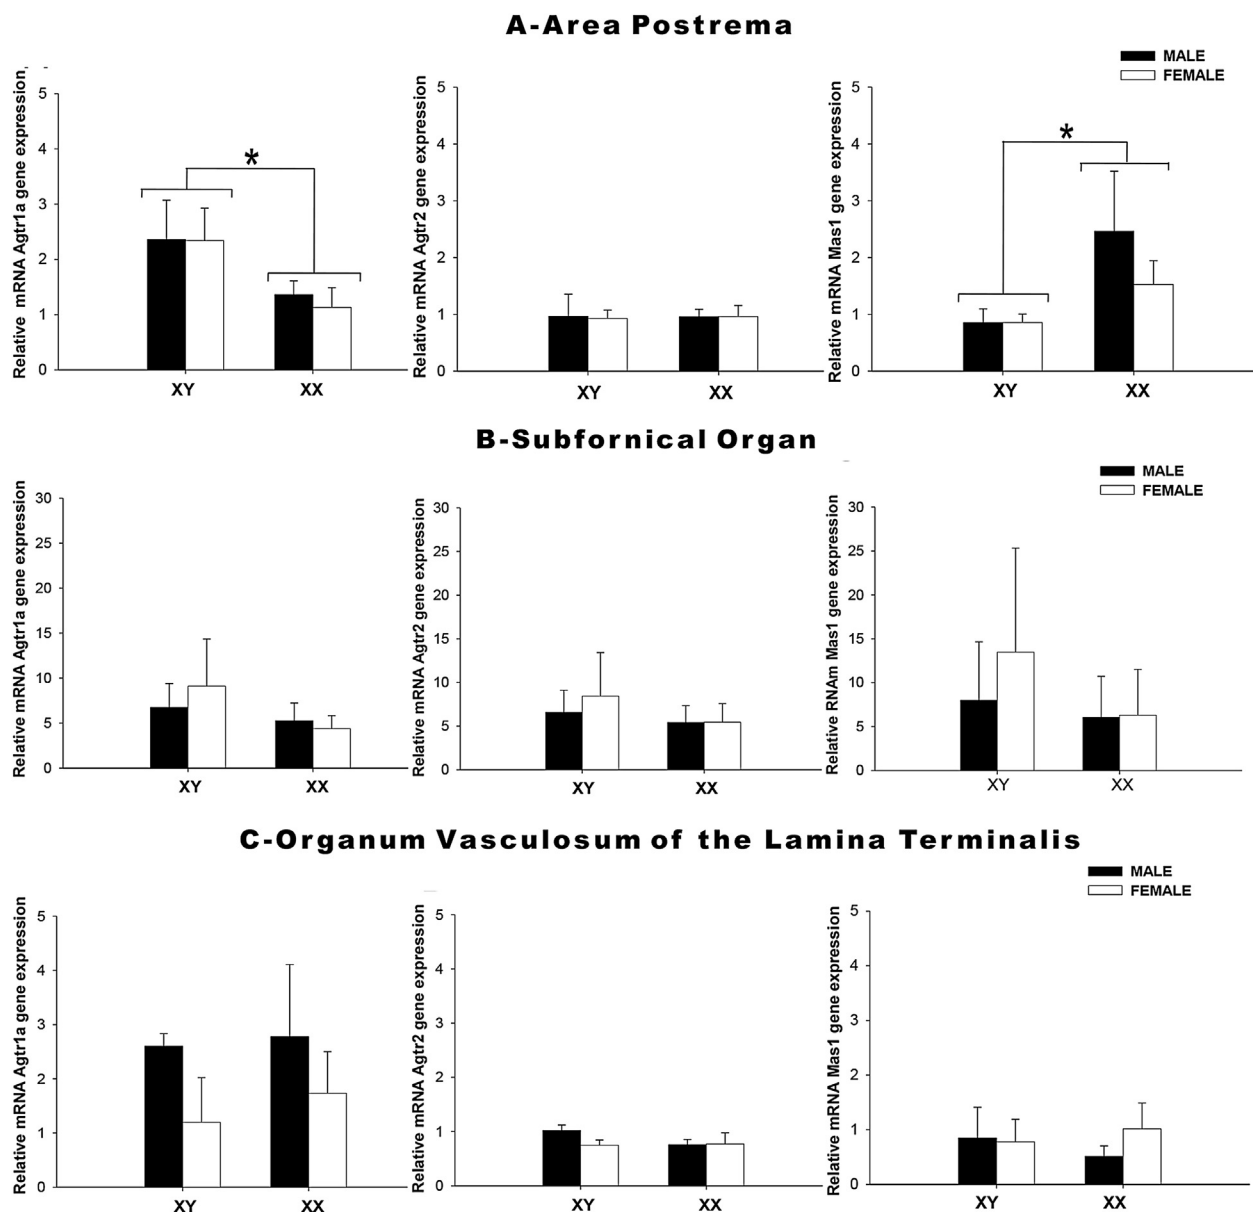 A-Area Postrema
MALE
FEMALE
Relative mRNA Agtr1a gene expression
5
4
3
2
1
0
*
XY XX
Relative mRNA Agtr2 gene expression
5
4
3
2
1
0
XY XX
Relative mRNA Mas1 gene expression
5
4
3
2
1
0
*
XY XX
B-Subfornical Organ
MALE
FEMALE
Relative mRNA Agtr1a gene expression
30
25
20
15
10
5
0
XY XX
Relative mRNA Agtr2 gene expression
30
25
20
15
10
5
0
XY XX
Relative RNAm Mas1 gene expression
30
25
20
15
10
5
0
XY XX
C-Organum Vasculosum of the Lamina Terminalis
MALE
FEMALE
Relative mRNA Agtr1a gene expression
5
4
3
2
1
0
XY XX
Relative mRNA Agtr2 gene expression
5
4
3
2
1
0
XY XX
Relative mRNA Mas1 gene expression
5
4
3
2
1
0
XY XX